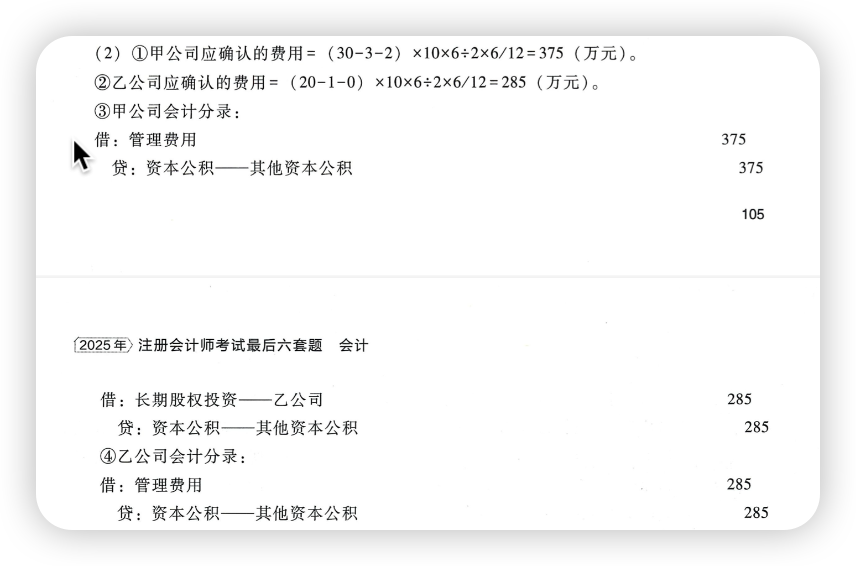 (2) ①甲公司应确认的费用=(30-3-2)×10×6÷2×6/12=375(万元)。
②乙公司应确认的费用=(20-1-0)×10×6÷2×6/12=285(万元)。
③甲公司会计分录:
借:管理费用 375
贷:资本公积——其他资本公积 375
105
2025年 注册会计师考试最后六套题 会计
借:长期股权投资——乙公司 285
贷:资本公积——其他资本公积 285
④乙公司会计分录:
借:管理费用 285
贷:资本公积——其他资本公积 285